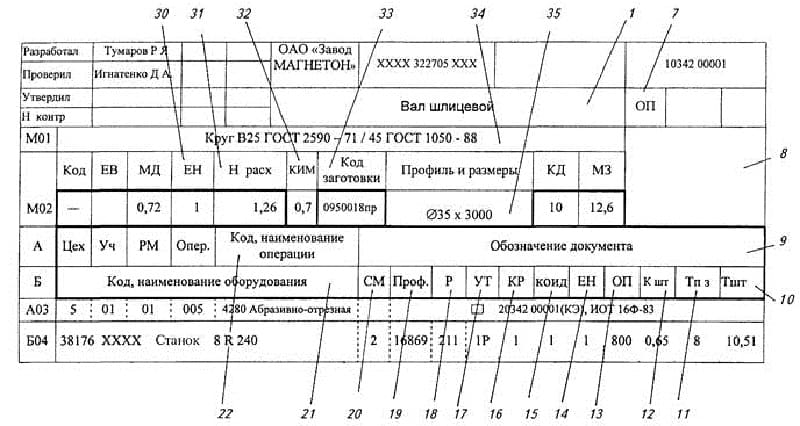 30 31 32 33 34 1 7
Разработал Тумаров Р Я ОАО «Завод МАГНЕТОН» ХХХХ 322705 ХХХ 10342 00001
Проверил Игнатенко Д А
Утвердил Вал шлицевой ОП
Н контр
35
М01 Круг В25 ГОСТ 2590 – 71 / 45 ГОСТ 1050 - 88
Код ЕВ МД ЕН Н расх КИМ Код заготовки Профиль и размеры КД МЗ
8
М02 — 0,72 1 1,26 0,7 0950018пр Ø35 х 3000 10 12,6
А Цех Уч РМ Опер. Код, наименование операции Обозначение документа
9
Б Код, наименование оборудования СМ Проф. Р УТ КР КОИД ЕН ОП К шт Тп з Тшт
10
А03 5 01 01 005 4280 Абразивно-отрезная 20342 00001(КЭ), ИОТ 16Ф-83
Б04 38176 ХХХХ Станок 8 R 240 2 16869 211 1Р 1 1 1 800 0,65 8 10,51
22 21 20 19 18 17 16 15 14 13 12 11